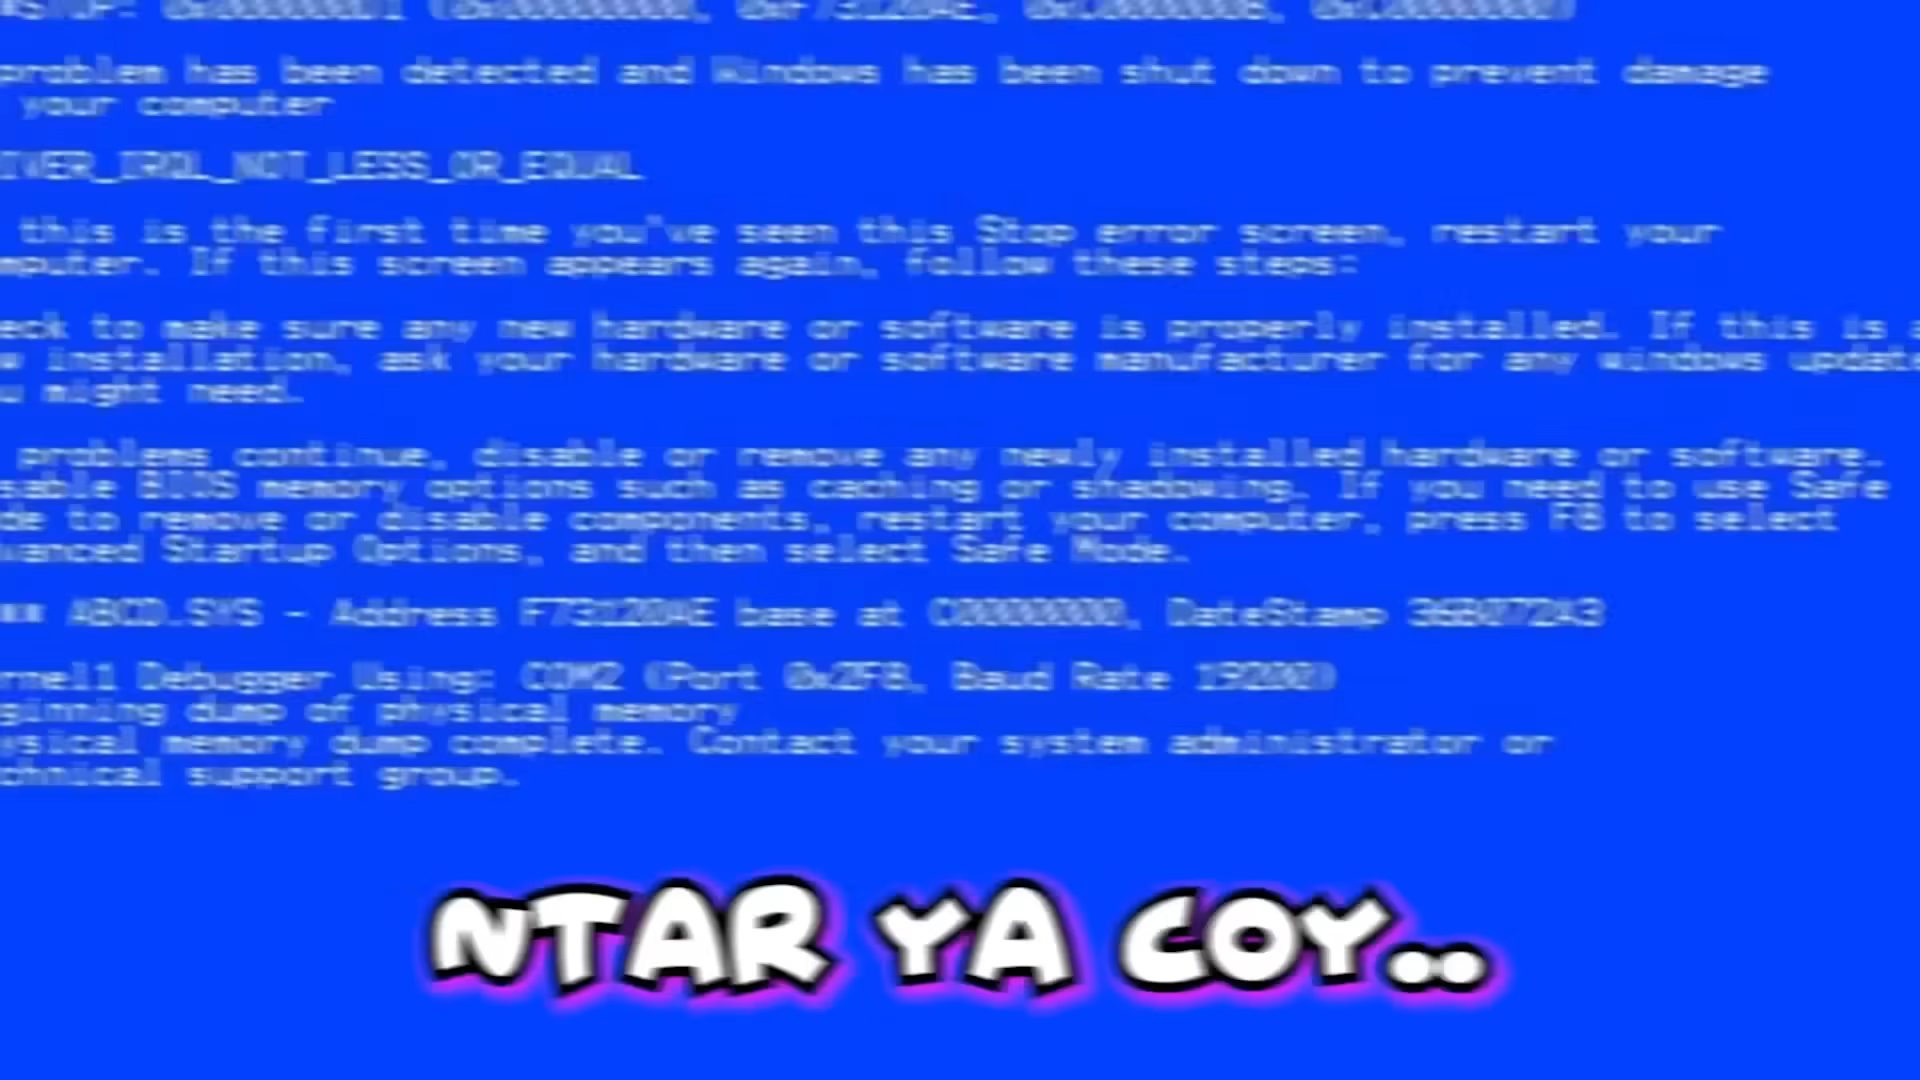 problem has been detected and Windows has been shut down to prevent damage
your computer
IVER_IRQL_NOT_LESS_OR_EQUAL
this is the first time you've seen this Stop error screen, restart your
mputer. If this screen appears again, follow these steps:
eck to make sure any new hardware or software is properly installed. If this is a
w installation, ask your hardware or software manufacturer for any windows update
u might need.
problems continue, disable or remove any newly installed hardware or software.
sable BIOS memory options such as caching or shadowing. If you need to use Safe
de to remove or disable components, restart your computer, press F8 to select
vanced Startup Options, and then select Safe Mode.
** ABCD.SYS - Address F73120AE base at C0000000, DateStamp 36B072A3
rnell Debugger Using: COM2 (Port 0x2F8, Baud Rate 19200)
ginning dump of physical memory
ysical memory dump complete. Contact your system administrator or
chnical support group.
NTAR YA COY..